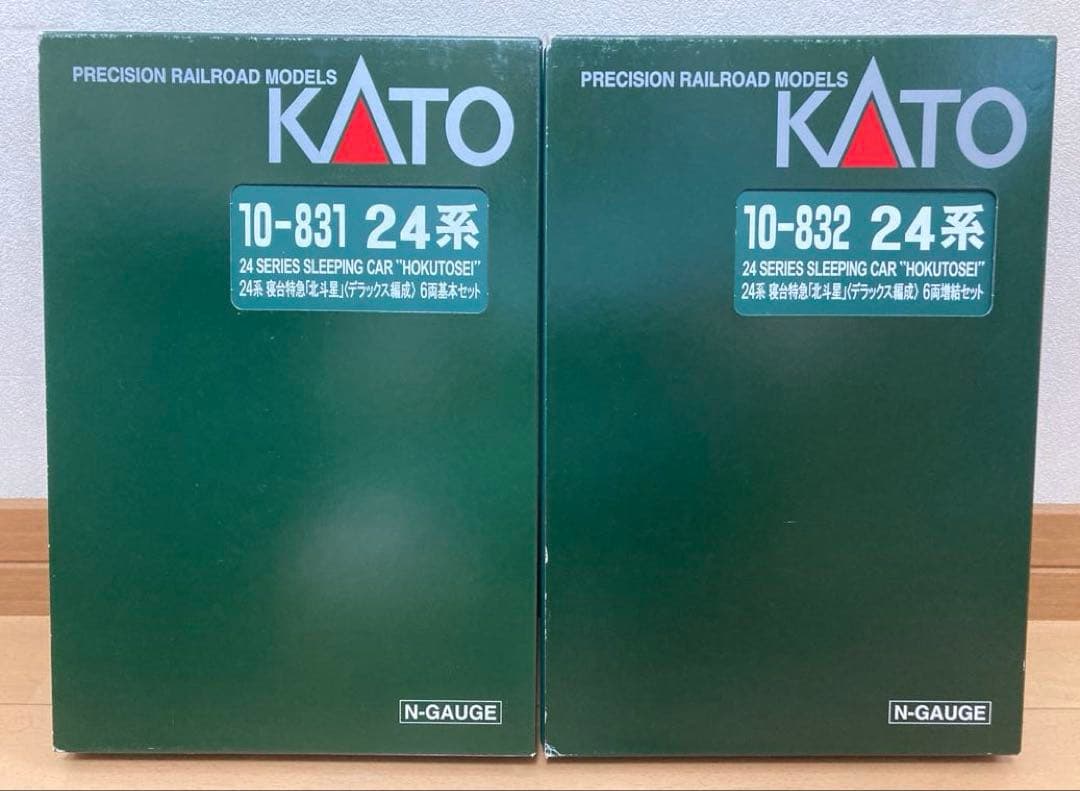 PRECISION RAILROAD MODELS
KATO
10-831 24系
24 SERIES SLEEPING CAR "HOKUTOSEI"
24系 寝台特急「北斗星」〈デラックス編成〉 6両基本セット
N-GAUGE
PRECISION RAILROAD MODELS
KATO
10-832 24系
24 SERIES SLEEPING CAR "HOKUTOSEI"
24系 寝台特急「北斗星」〈デラックス編成〉 6両増結セット
N-GAUGE